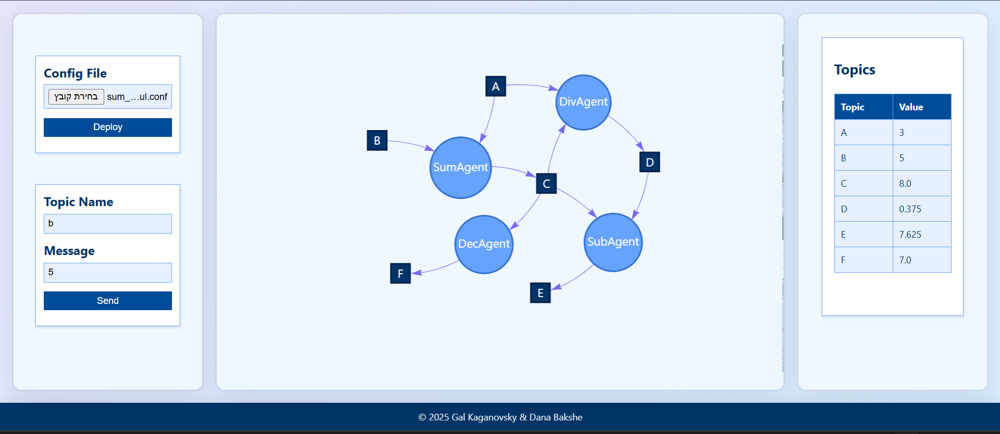 Config File
בחירת קובץ sum_...ul.conf
Deploy
Topic Name
b
Message
5
Send
A
DivAgent
B
SumAgent
D
C
DecAgent
SubAgent
F
E
Topics
Topic Value
A 3
B 5
C 8.0
D 0.375
E 7.625
F 7.0
© 2025 Gal Kaganovsky & Dana Bakshe